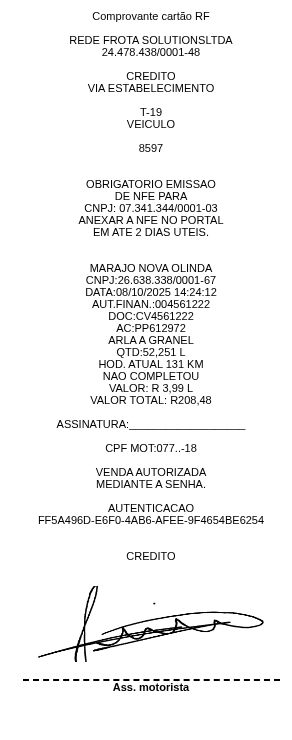 Comprovante cartão RF
REDE FROTA SOLUTIONSLTDA
24.478.438/0001-48
CREDITO
VIA ESTABELECIMENTO
T-19
VEICULO
8597
OBRIGATORIO EMISSAO
DE NFE PARA
CNPJ: 07.341.344/0001-03
ANEXAR A NFE NO PORTAL
EM ATE 2 DIAS UTEIS.
MARAJO NOVA OLINDA
CNPJ:26.638.338/0001-67
DATA:08/10/2025 14:24:12
AUT.FINAN.:004561222
DOC:CV4561222
AC:PP612972
ARLA A GRANEL
QTD:52,251 L
HOD. ATUAL 131 KM
NAO COMPLETOU
VALOR: R 3,99 L
VALOR TOTAL: R208,48
ASSINATURA:___________________
CPF MOT:077..-18
VENDA AUTORIZADA
MEDIANTE A SENHA.
AUTENTICACAO
FF5A496D-E6F0-4AB6-AFEE-9F4654BE6254
CREDITO
Ass. motorista